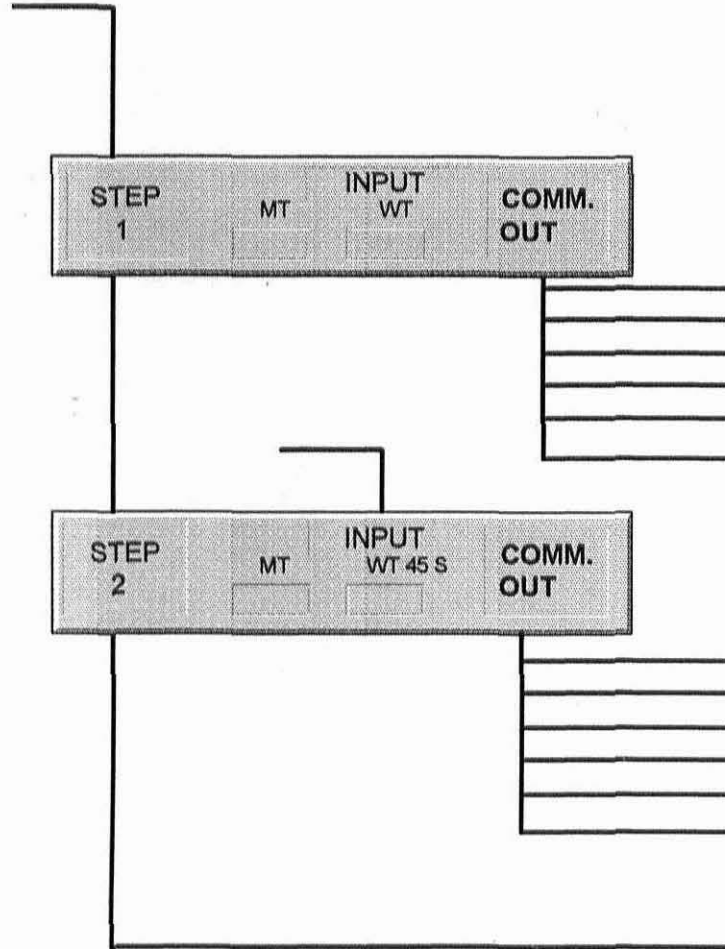 STEP
1
INPUT
MT WT
COMM.
OUT
STEP
2
INPUT
MT WT 45 S
COMM.
OUT